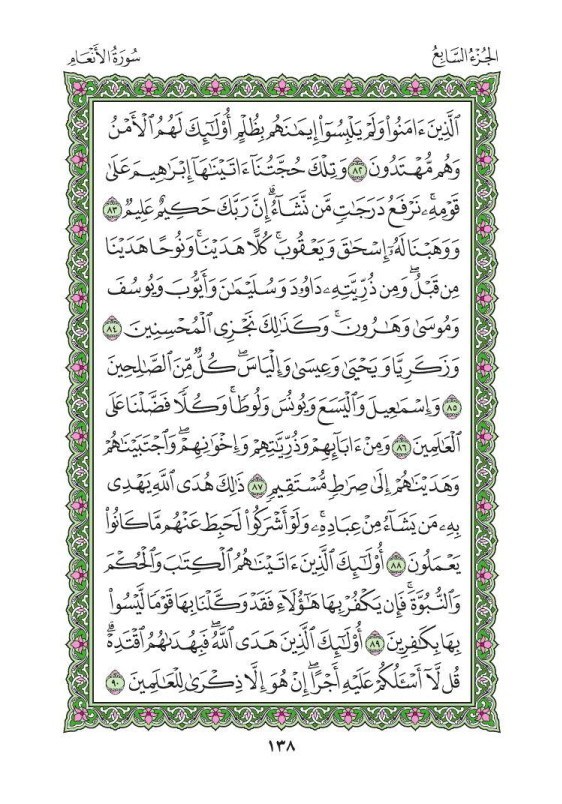 الجُزْءُ السَّابِعُ
سُورَةُ الأَنْعَامِ
ٱلَّذِينَ ءَامَنُوا۟ وَلَمْ يَلْبِسُوٓا۟ إِيمَٰنَهُم بِظُلْمٍ أُو۟لَٰٓئِكَ لَهُمُ ٱلْأَمْنُ
وَهُم مُّهْتَدُونَ ٨٢ وَتِلْكَ حُجَّتُنَآ ءَاتَيْنَٰهَآ إِبْرَٰهِيمَ عَلَىٰ
قَوْمِهِۦۚ نَرْفَعُ دَرَجَٰتٍ مَّن نَّشَآءُۗ إِنَّ رَبَّكَ حَكِيمٌ عَلِيمٌ ٨٣
وَوَهَبْنَا لَهُۥٓ إِسْحَٰقَ وَيَعْقُوبَۚ كُلًّا هَدَيْنَاۚ وَنُوحًا هَدَيْنَا
مِن قَبْلُۖ وَمِن ذُرِّيَّتِهِۦ دَاوُۥدَ وَسُلَيْمَٰنَ وَأَيُّوبَ وَيُوسُفَ
وَمُوسَىٰ وَهَٰرُونَۚ وَكَذَٰلِكَ نَجْزِى ٱلْمُحْسِنِينَ ٨٤
وَزَكَرِيَّا وَيَحْيَىٰ وَعِيسَىٰ وَإِلْيَاسَۖ كُلٌّ مِّنَ ٱلصَّٰلِحِينَ
٨٥ وَإِسْمَٰعِيلَ وَٱلْيَسَعَ وَيُونُسَ وَلُوطًاۚ وَكُلًّا فَضَّلْنَا عَلَى
ٱلْعَٰلَمِينَ ٨٦ وَمِنْ ءَابَآئِهِمْ وَذُرِّيَّٰتِهِمْ وَإِخْوَٰنِهِمْۖ وَٱجْتَبَيْنَٰهُمْ
وَهَدَيْنَٰهُمْ إِلَىٰ صِرَٰطٍ مُّسْتَقِيمٍ ٨٧ ذَٰلِكَ هُدَى ٱللَّهِ يَهْدِى
بِهِۦ مَن يَشَآءُ مِنْ عِبَادِهِۦۚ وَلَوْ أَشْرَكُوا۟ لَحَبِطَ عَنْهُم مَّا كَانُوا۟
يَعْمَلُونَ ٨٨ أُو۟لَٰٓئِكَ ٱلَّذِينَ ءَاتَيْنَٰهُمُ ٱلْكِتَٰبَ وَٱلْحُكْمَ
وَٱلنُّبُوَّةَۚ فَإِن يَكْفُرْ بِهَا هَٰٓؤُلَآءِ فَقَدْ وَكَّلْنَا بِهَا قَوْمًا لَّيْسُوا۟
بِهَا بِكَٰفِرِينَ ٨٩ أُو۟لَٰٓئِكَ ٱلَّذِينَ هَدَى ٱللَّهُۖ فَبِهُدَىٰهُمُ ٱقْتَدِهْۗ
قُل لَّآ أَسْـَٔلُكُمْ عَلَيْهِ أَجْرًاۖ إِنْ هُوَ إِلَّا ذِكْرَىٰ لِلْعَٰلَمِينَ ٩٠
١٣٨